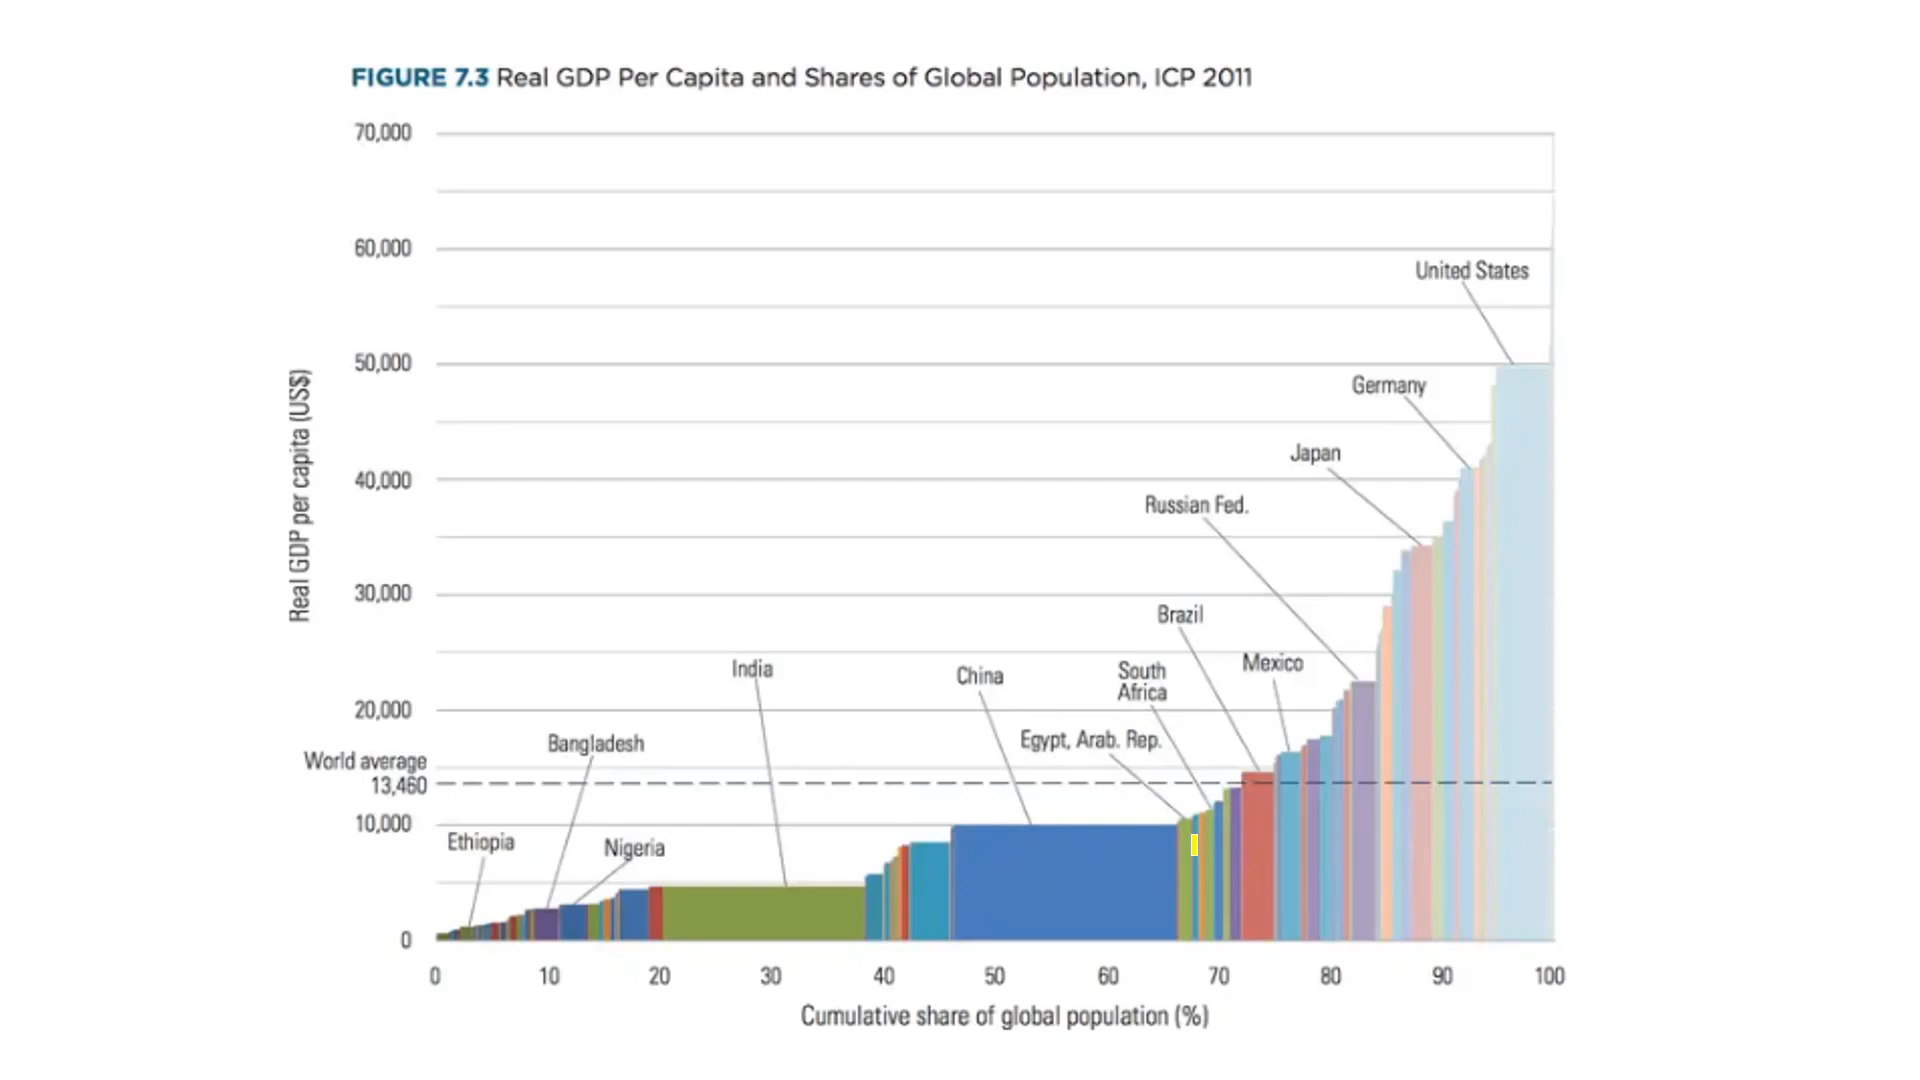 FIGURE 7.3 Real GDP Per Capita and Shares of Global Population, ICP 2011
70,000
60,000
United States
50,000
Germany
Japan
40,000
Russian Fed.
Real GDP per capita (US$)
30,000
Brazil
India
China
South
Africa
Mexico
20,000
Egypt, Arab. Rep.
Bangladesh
World average
13,460
10,000
Ethiopia
Nigeria
0
0 10 20 30 40 50 60 70 80 90 100
Cumulative share of global population (%)